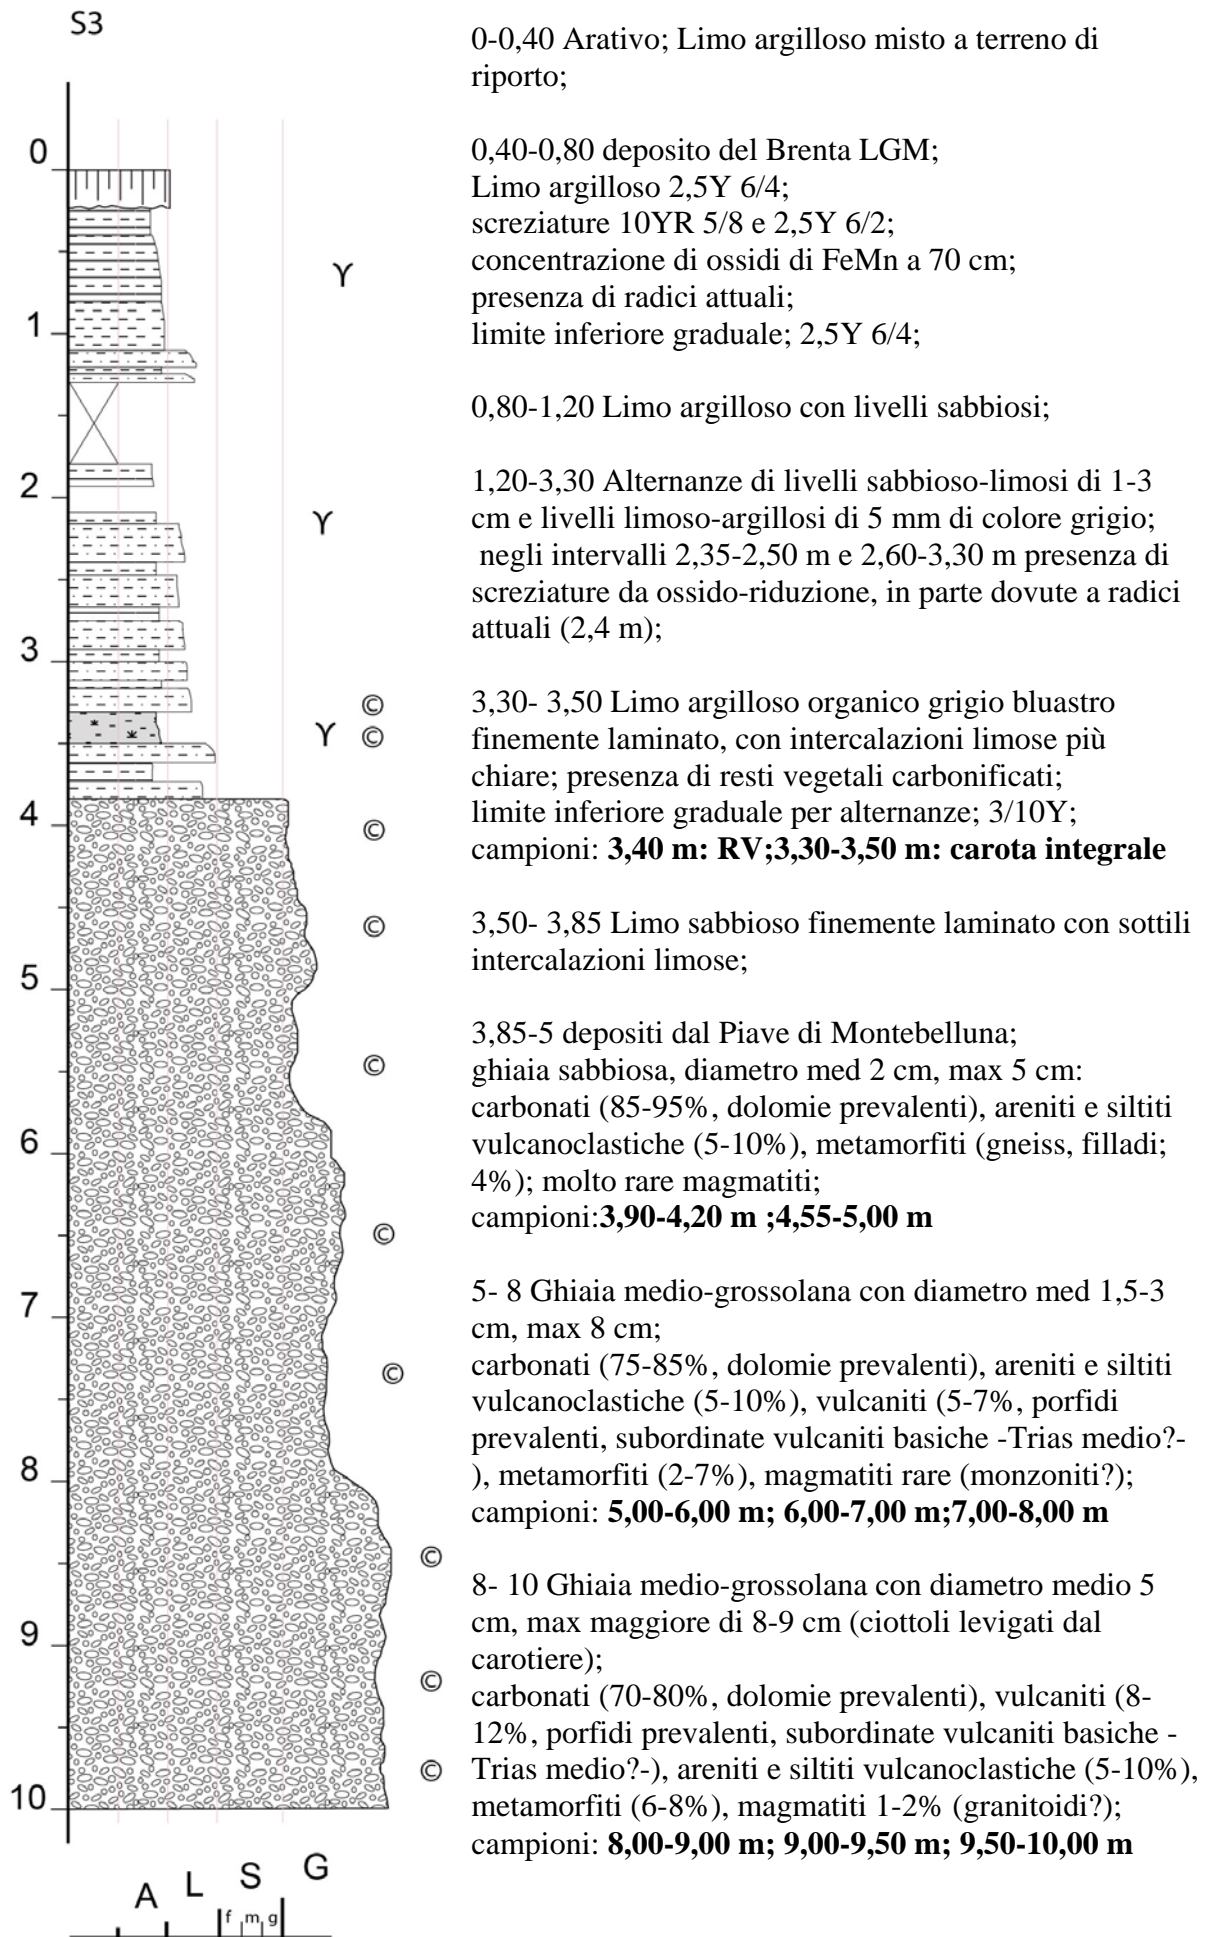 S3
0-0,40 Arativo; Limo argilloso misto a terreno di
riporto;
0,40-0,80 deposito del Brenta LGM;
Limo argilloso 2,5Y 6/4;
screziature 10YR 5/8 e 2,5Y 6/2;
concentrazione di ossidi di FeMn a 70 cm;
presenza di radici attuali;
limite inferiore graduale; 2,5Y 6/4;
0,80-1,20 Limo argilloso con livelli sabbiosi;
1,20-3,30 Alternanze di livelli sabbioso-limosi di 1-3
cm e livelli limoso-argillosi di 5 mm di colore grigio;
negli intervalli 2,35-2,50 m e 2,60-3,30 m presenza di
screziature da ossido-riduzione, in parte dovute a radici
attuali (2,4 m);
3,30- 3,50 Limo argilloso organico grigio bluastro
finemente laminato, con intercalazioni limose più
chiare; presenza di resti vegetali carbonificati;
limite inferiore graduale per alternanze; 3/10Y;
campioni: 3,40 m: RV;3,30-3,50 m: carota integrale
3,50- 3,85 Limo sabbioso finemente laminato con sottili
intercalazioni limose;
3,85-5 depositi dal Piave di Montebelluna;
ghiaia sabbiosa, diametro med 2 cm, max 5 cm:
carbonati (85-95%, dolomie prevalenti), areniti e siltiti
vulcanoclastiche (5-10%), metamorfiti (gneiss, filladi;
4%); molto rare magmatiti;
campioni:3,90-4,20 m ;4,55-5,00 m
5- 8 Ghiaia medio-grossolana con diametro med 1,5-3
cm, max 8 cm;
carbonati (75-85%, dolomie prevalenti), areniti e siltiti
vulcanoclastiche (5-10%), vulcaniti (5-7%, porfidi
prevalenti, subordinate vulcaniti basiche -Trias medio?-
), metamorfiti (2-7%), magmatiti rare (monzoniti?);
campioni: 5,00-6,00 m; 6,00-7,00 m;7,00-8,00 m
8- 10 Ghiaia medio-grossolana con diametro medio 5
cm, max maggiore di 8-9 cm (ciottoli levigati dal
carotiere);
carbonati (70-80%, dolomie prevalenti), vulcaniti (8-
12%, porfidi prevalenti, subordinate vulcaniti basiche -
Trias medio?-), areniti e siltiti vulcanoclastiche (5-10%),
metamorfiti (6-8%), magmatiti 1-2% (granitoidi?);
campioni: 8,00-9,00 m; 9,00-9,50 m; 9,50-10,00 m
0
ϒ
1
2
ϒ
3
©
ϒ ©
4
©
©
5
©
6
©
7
©
8
©
9
©
©
10
A L S G
f m g